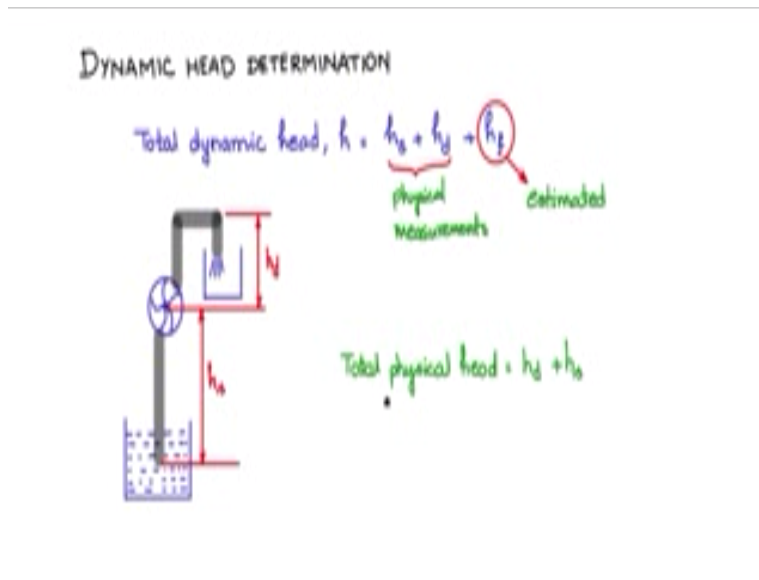 DYNAMIC HEAD DETERMINATION
Total dynamic head, h = hs + hd + hf
physical
measurements
estimated
hd
hs
Total physical head = hd + hs